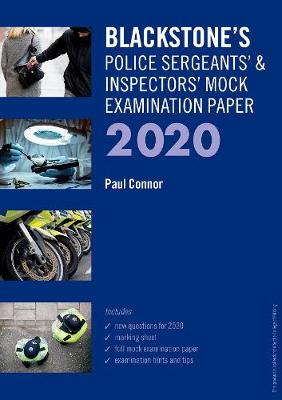 BLACKSTONE'S
POLICE SERGEANTS' &
INSPECTORS' MOCK
EXAMINATION PAPER
2020
Paul Connor
Includes
✓ new questions for 2020
✓ marking sheet
✓ full mock examination paper
✓ examination hints and tips